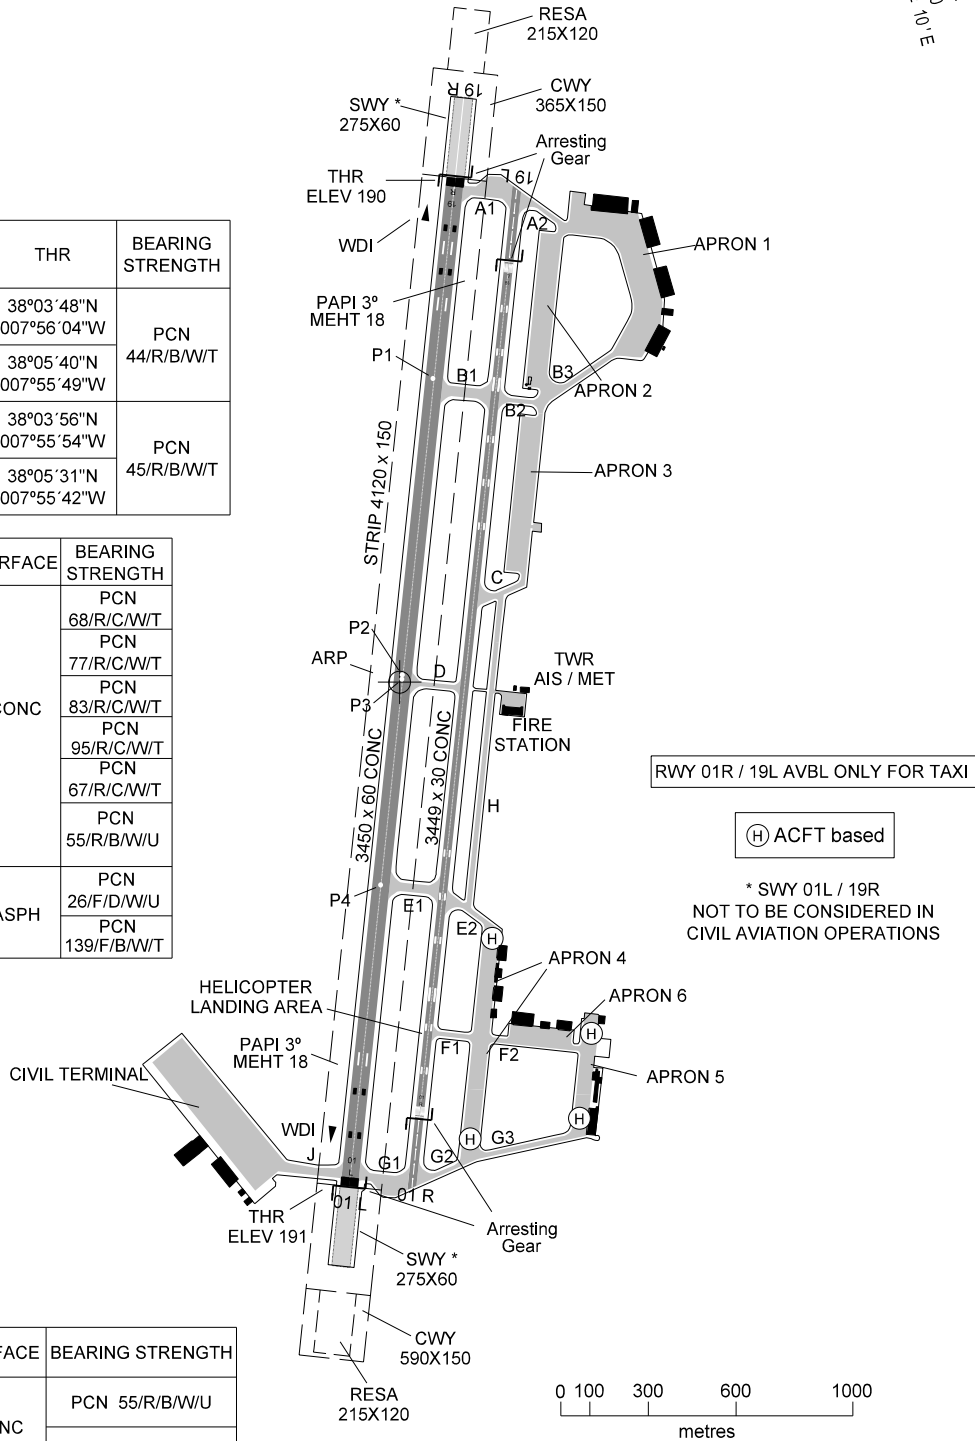 RESA
215X120
10'E
CWY
365X150
19 R
SWY *
275X60
Arresting
Gear
THR
ELEV 190
19 L
R
19
A1
A2
WDI
APRON 1
THR
BEARING
STRENGTH
38º03´48"N
007º56´04"W
PCN
44/R/B/W/T
38º05´40"N
007º55´49"W
38º03´56"N
007º55´54"W
PCN
45/R/B/W/T
38º05´31"N
007º55´42"W
PAPI 3º
MEHT 18
P1
B1
B3
APRON 2
B2
STRIP 4120 x 150
APRON 3
RFACE
BEARING
STRENGTH
PCN
68/R/C/W/T
PCN
77/R/C/W/T
CONC
PCN
83/R/C/W/T
PCN
95/R/C/W/T
PCN
67/R/C/W/T
PCN
55/R/B/W/U
ASPH
PCN
26/F/D/W/U
PCN
139/F/B/W/T
C
P2
ARP
D
TWR
AIS / MET
P3
FIRE
STATION
3450 x 60 CONC
3449 x 30 CONC
H
RWY 01R / 19L AVBL ONLY FOR TAXI
H ACFT based
* SWY 01L / 19R
NOT TO BE CONSIDERED IN
CIVIL AVIATION OPERATIONS
P4
E1
E2
H
APRON 4
HELICOPTER
LANDING AREA
APRON 6
H
PAPI 3º
MEHT 18
F1
F2
CIVIL TERMINAL
APRON 5
WDI
H
J
G1
G2
H
G3
01
L
01 L
01 R
THR
ELEV 191
Arresting
Gear
SWY *
275X60
CWY
590X150
RESA
215X120
FACE
BEARING STRENGTH
PCN 55/R/B/W/U
NC
0 100 300 600 1000
metres